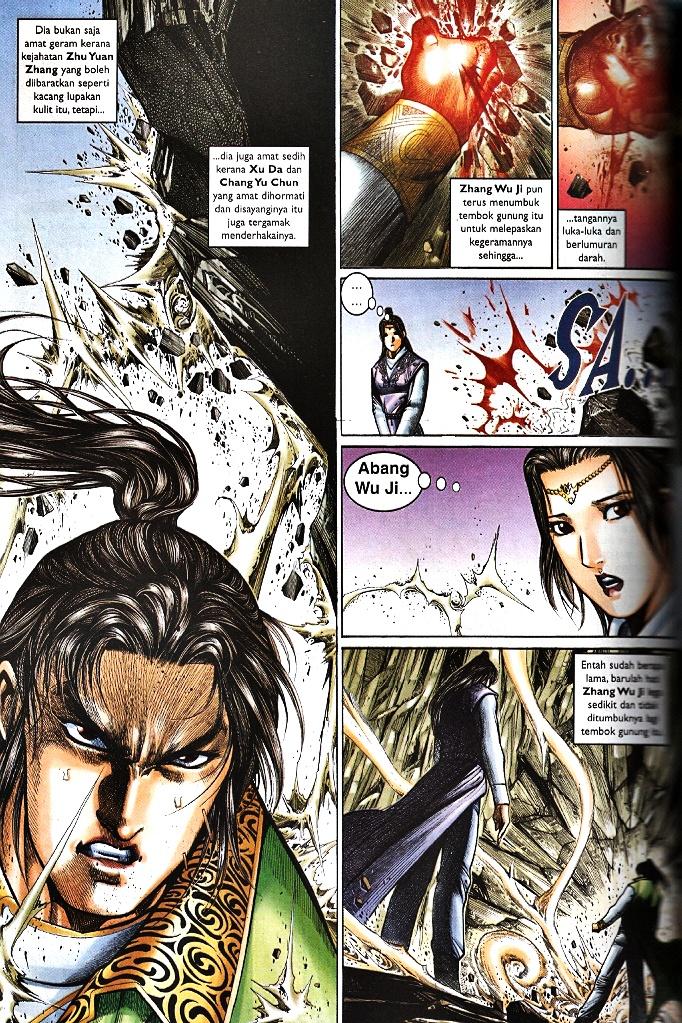 Dia bukan saja
amat geram kerana
kejahatan Zhu Yuan
Zhang yang boleh
diibaratkan seperti
kacang lupakan
kulit itu, tetapi...
...dia juga amat sedih
kerana Xu Da dan
Chang Yu Chun
yang amat dihormati
dan disayanginya itu
juga tergamak
menderhakainya.
Zhang Wu Ji pun
terus menumbuk
tembok gunung itu
untuk melepaskan
kegeramannya
sehingga...
...tangannya
luka-luka dan
berlumuran
darah.
...
...
SA...
Abang
Wu Ji...
Entah sudah berapa
lama, barulah hati
Zhang Wu Ji lega
sedikit dan tidak
ditumbuknya lagi
tembok gunung itu.